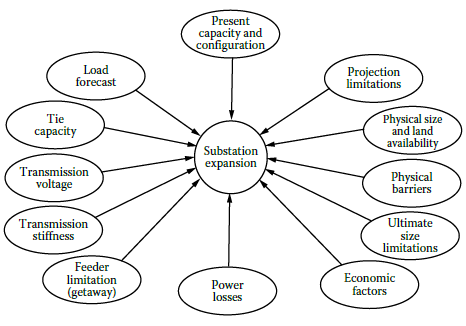 Present
capacity and
configuration
Load
forecast
Projection
limitations
Tie
capacity
Physical size
and land
availability
Substation
expansion
Transmission
voltage
Physical
barriers
Transmission
stiffness
Ultimate
size
limitations
Feeder
limitation
(getaway)
Power
losses
Economic
factors